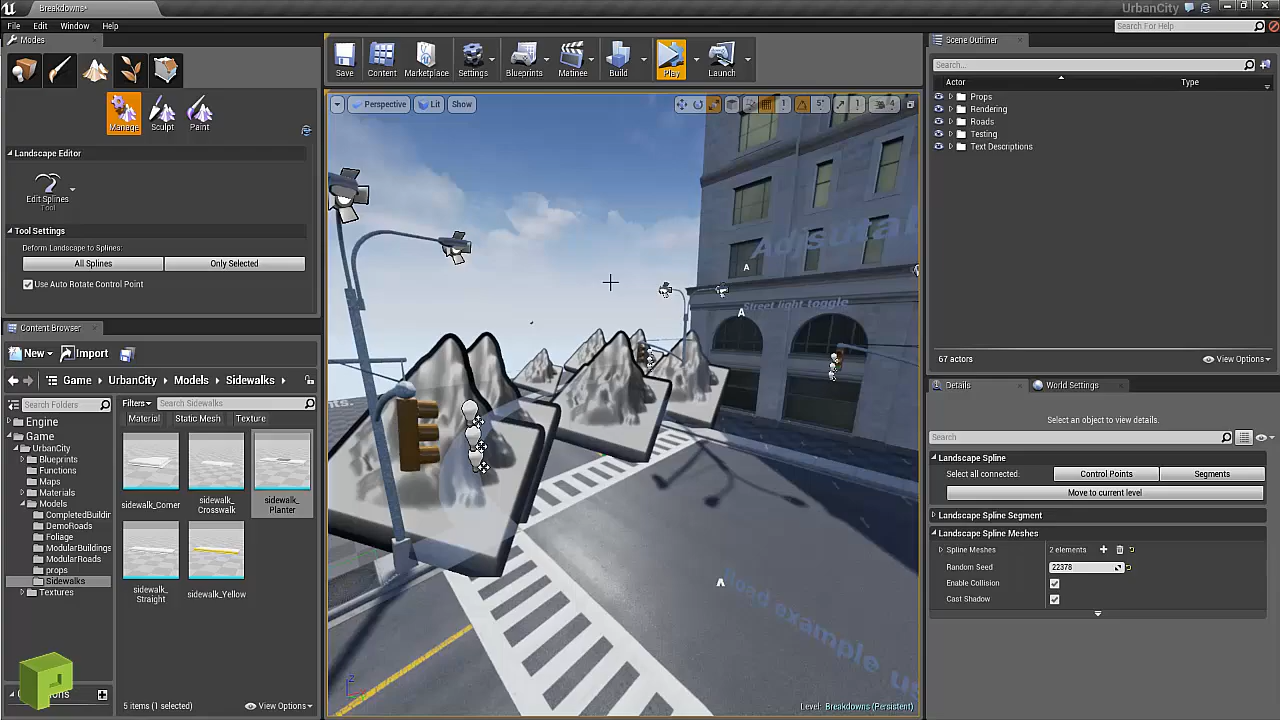 Breakdowns*
UrbanCity
File Edit Window Help
Search For Help
Modes
Save Content Marketplace Settings Blueprints Matinee Build Play Launch
Scene Outliner
Search...
Actor Type
Props
Rendering
Roads
Testing
Text Descriptions
67 actors
View Options
Manage Sculpt Paint
Landscape Editor
Edit Splines
Tool
Tool Settings
Deform Landscape to Splines:
All Splines Only Selected
Use Auto Rotate Control Point
Perspective Lit Show
5° 4
Adjsutabl
A
Street light toggle
A
A
Road example us
Level: Breakdowns (Persistent)
Content Browser
New Import
Game UrbanCity Models Sidewalks
Search Folders
Filters Search Sidewalks
Material Static Mesh Texture
Engine
Game
UrbanCity
Blueprints
Functions
Maps
Materials
Models
CompletedBuildin
DemoRoads
Foliage
ModularBuildings
ModularRoads
props
Sidewalks
Textures
sidewalk_Corner
sidewalk_
Crosswalk
sidewalk_
Planter
sidewalk_
Straight
sidewalk_Yellow
5 items (1 selected)
View Options
Details World Settings
Select an object to view details.
Search
Landscape Spline
Select all connected: Control Points Segments
Move to current level
Landscape Spline Segment
Landscape Spline Meshes
Spline Meshes 2 elements
Random Seed 22378
Enable Collision
Cast Shadow